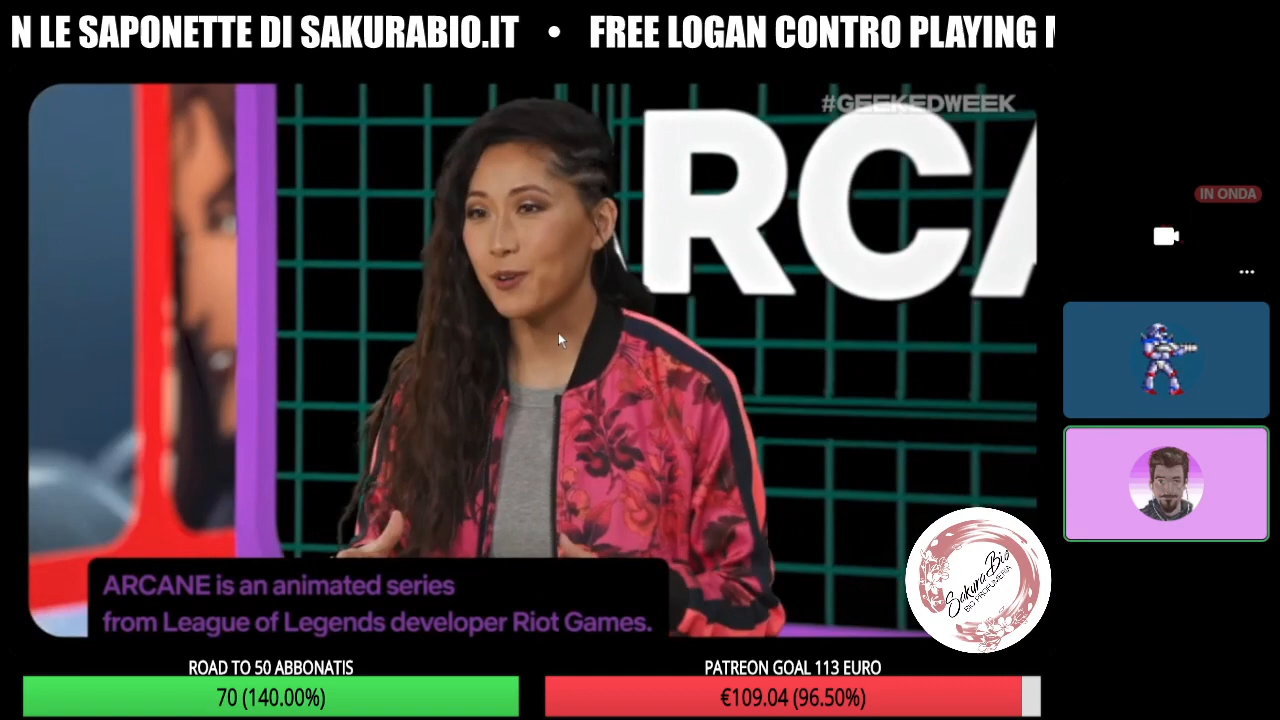 N LE SAPONETTE DI SAKURABIO.IT • FREE LOGAN CONTRO PLAYING
#GEEKEDWEEK
RCA
IN ONDA
ARCANE is an animated series
from League of Legends developer Riot Games.
SakuraBio
BIO PROFUMERIA
ROAD TO 50 ABBONATIS
PATREON GOAL 113 EURO
70 (140.00%)
€109.04 (96.50%)